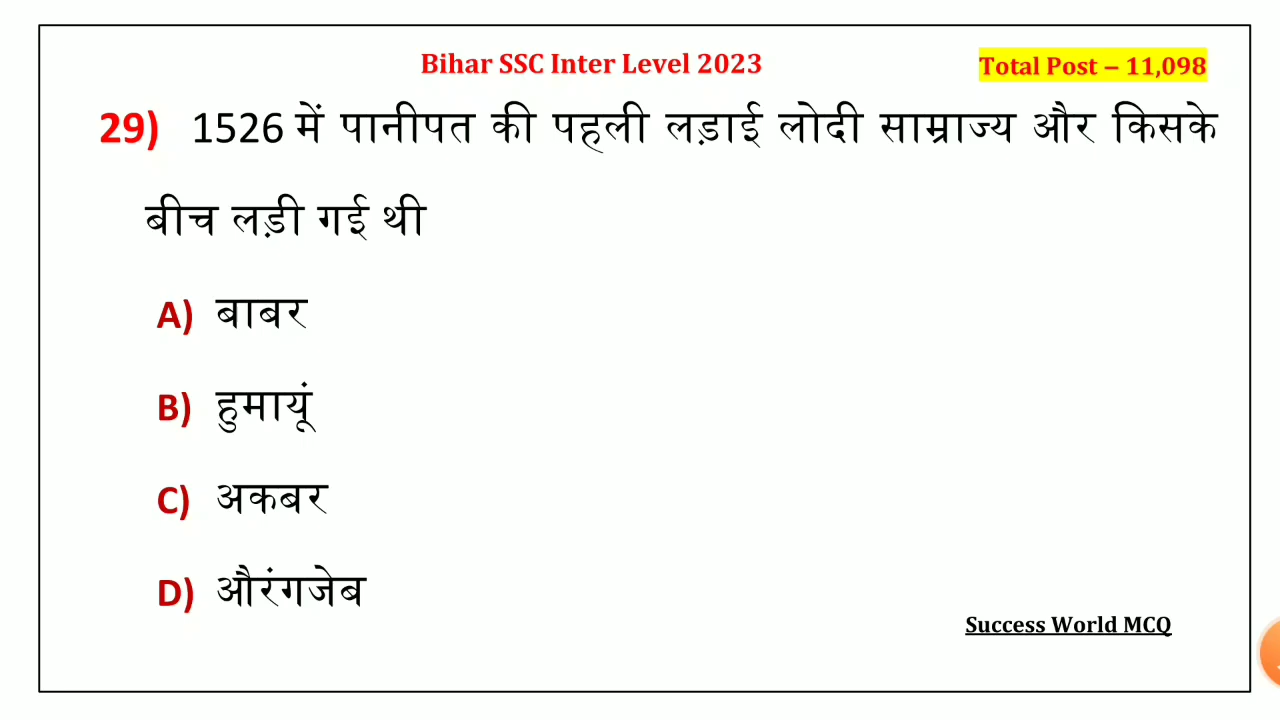 Bihar SSC Inter Level 2023
Total Post – 11,098
29) 1526 में पानीपत की पहली लड़ाई लोदी साम्राज्य और किसके
बीच लड़ी गई थी
A) बाबर
B) हुमायूं
C) अकबर
D) औरंगजेब
Success World MCQ